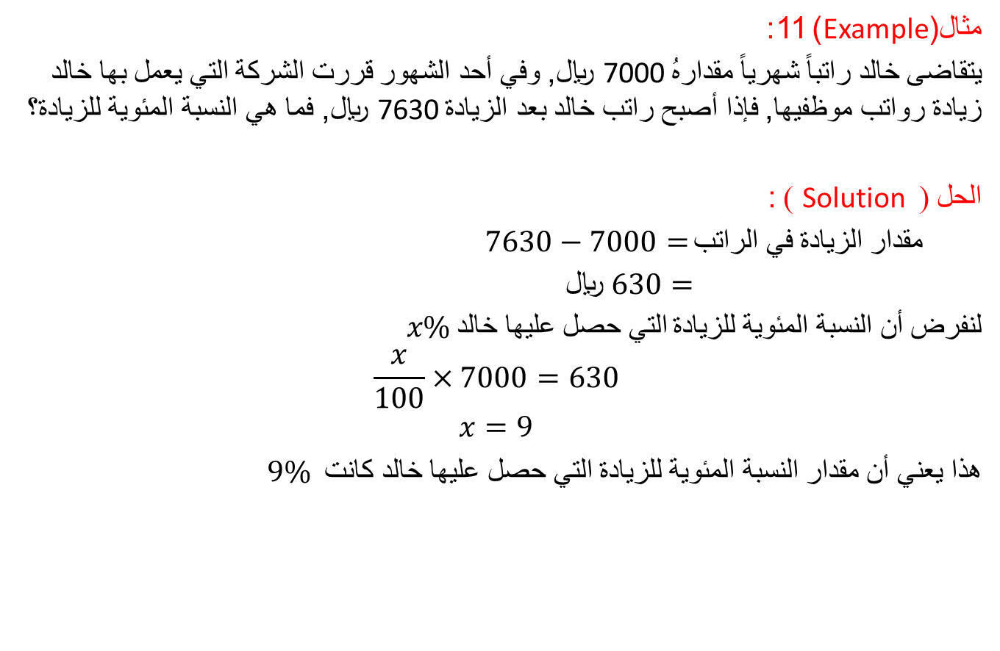 مثال(Example) 11:
يتقاضى خالد راتباً شهرياً مقدارهُ 7000 ريال, وفي أحد الشهور قررت الشركة التي يعمل بها خالد
زيادة رواتب موظفيها, فإذا أصبح راتب خالد بعد الزيادة 7630 ريال, فما هي النسبة المئوية للزيادة؟
الحل ( Solution ) :
مقدار الزيادة في الراتب = 7630 − 7000
= 630 ريال
لنفرض أن النسبة المئوية للزيادة التي حصل عليها خالد x%
x/100 × 7000 = 630
x = 9
هذا يعني أن مقدار النسبة المئوية للزيادة التي حصل عليها خالد كانت 9%